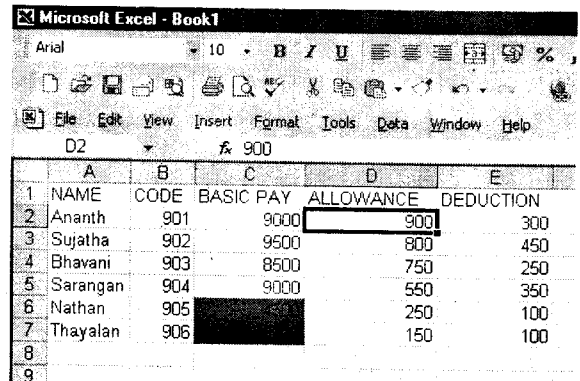 Microsoft Excel - Book1
Arial 10 B I U %
File Edit View Insert Format Tools Data Window Help
D2 fx 900
A B C D E
1 NAME CODE BASIC PAY ALLOWANCE DEDUCTION
2 Ananth 901 9000 900 300
3 Sujatha 902 9500 800 450
4 Bhavani 903 8500 750 250
5 Sarangan 904 9000 550 350
6 Nathan 905 250 100
7 Thayalan 906 150 100
8
9